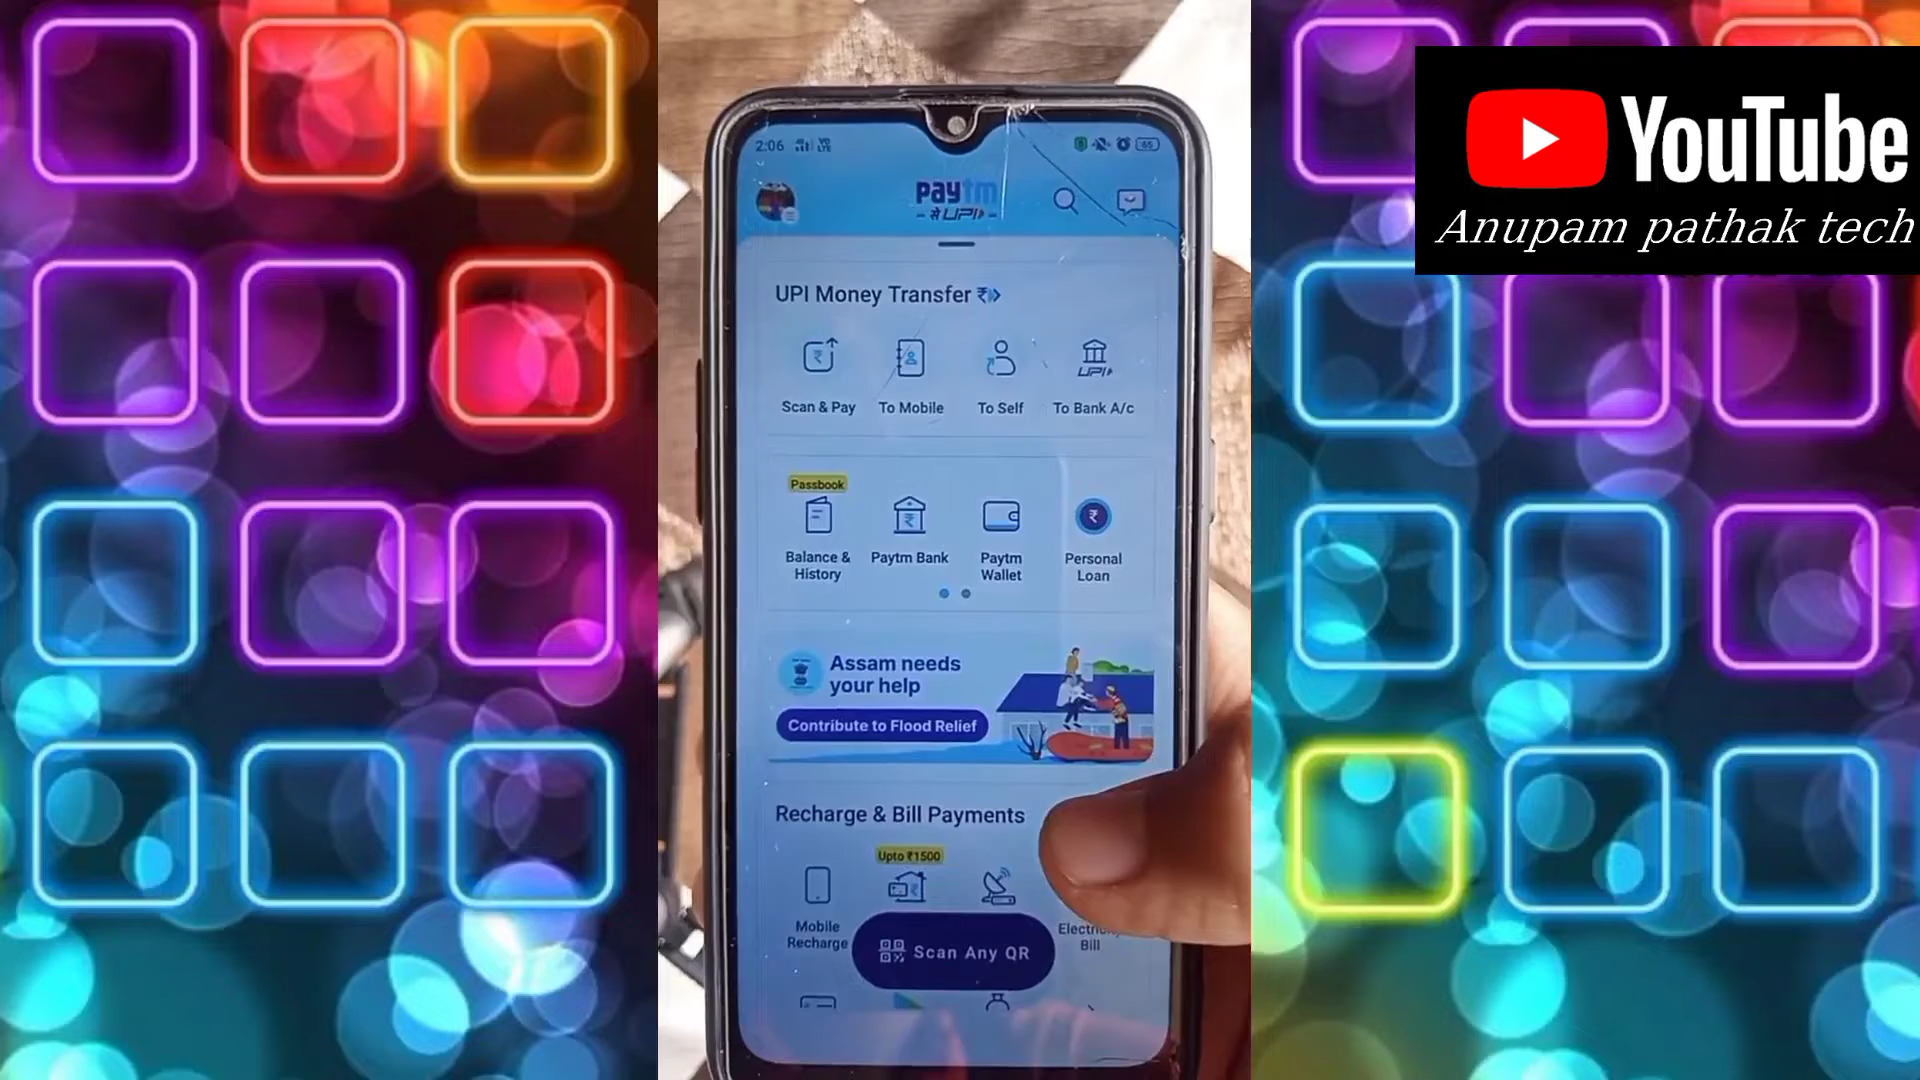 YouTube
Anupam pathak tech
2:06
paytm
से UPI
UPI Money Transfer
Scan & Pay
To Mobile
To Self
UPI
To Bank A/c
Passbook
Balance & History
Paytm Bank
Paytm Wallet
Personal Loan
Assam needs
your help
Contribute to Flood Relief
Recharge & Bill Payments
Upto ₹1500
Mobile
Recharge
Bill
Scan Any QR